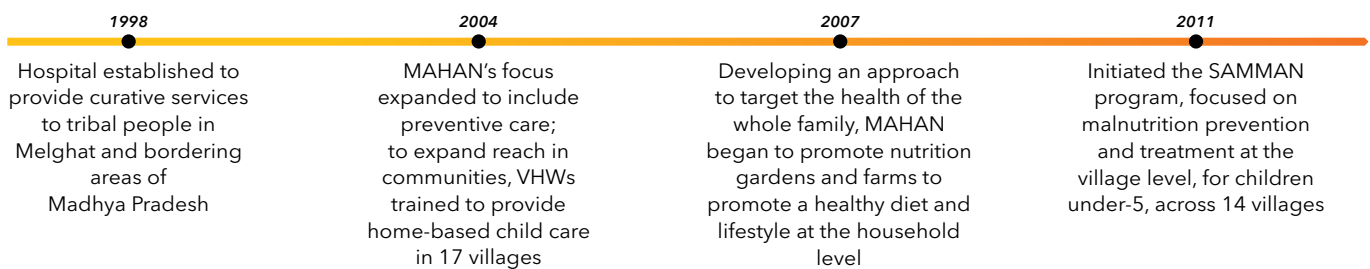 1998
Hospital established to
provide curative services
to tribal people in
Melghat and bordering
areas of
Madhya Pradesh
2004
MAHAN’s focus
expanded to include
preventive care;
to expand reach in
communities, VHWs
trained to provide
home-based child care
in 17 villages
2007
Developing an approach
to target the health of the
whole family, MAHAN
began to promote nutrition
gardens and farms to
promote a healthy diet and
lifestyle at the household
level
2011
Initiated the SAMMAN
program, focused on
malnutrition prevention
and treatment at the
village level, for children
under-5, across 14 villages